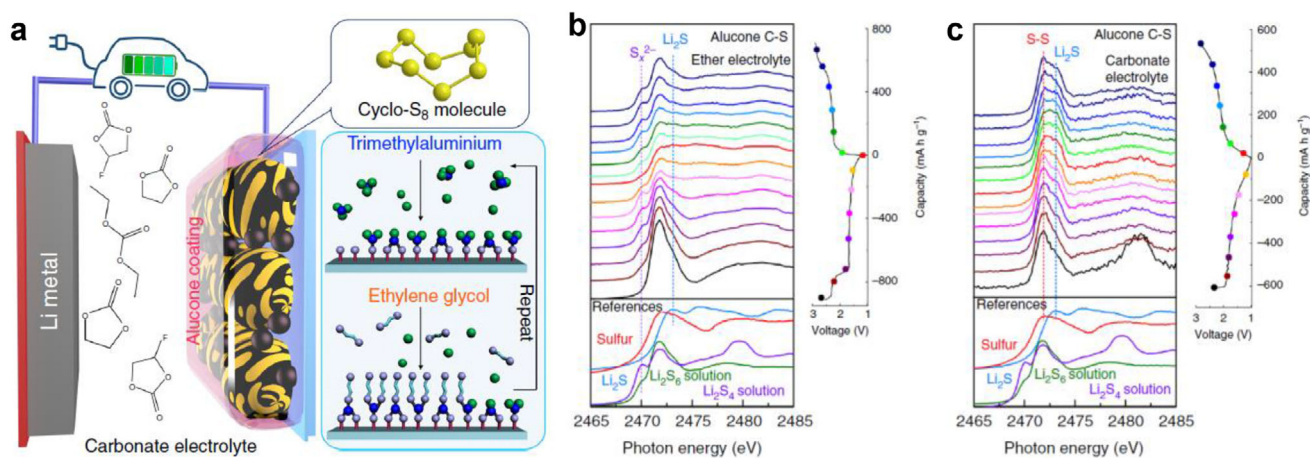 a
Cyclo-S8 molecule
Trimethylaluminium
Ethylene glycol
Repeat
Li metal
Alucone coating
O
O
O
F
O
O
O
O
O
O
O
O
O
F
O
O
O
Carbonate electrolyte
b
Sx2–
Li2S
Alucone C-S
Ether electrolyte
References
Sulfur
Li2S
Li2S6 solution
Li2S4 solution
2465 2470 2475 2480 2485
Photon energy (eV)
800
400
0
−400
−800
Capacity (mA h g−1)
3 2 1
Voltage (V)
c
S-S
Li2S
Alucone C-S
Carbonate
electrolyte
References
Sulfur
Li2S
Li2S6 solution
Li2S4 solution
2465 2470 2475 2480 2485
Photon energy (eV)
600
400
200
0
−200
−400
−600
Capacity (mA h g−1)
3 2 1
Voltage (V)